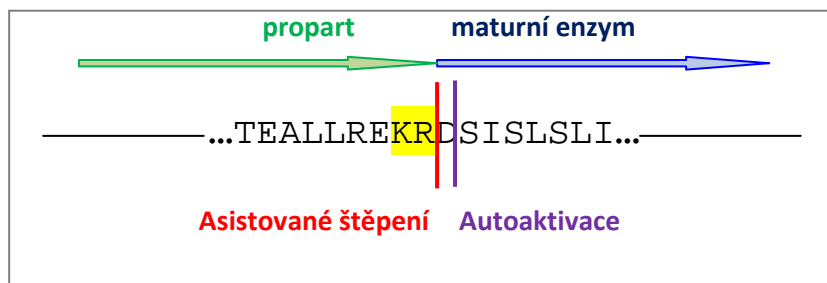 propart maturní enzym
...TEALLREKRDSISLSLI...
Asistované štěpení Autoaktivace